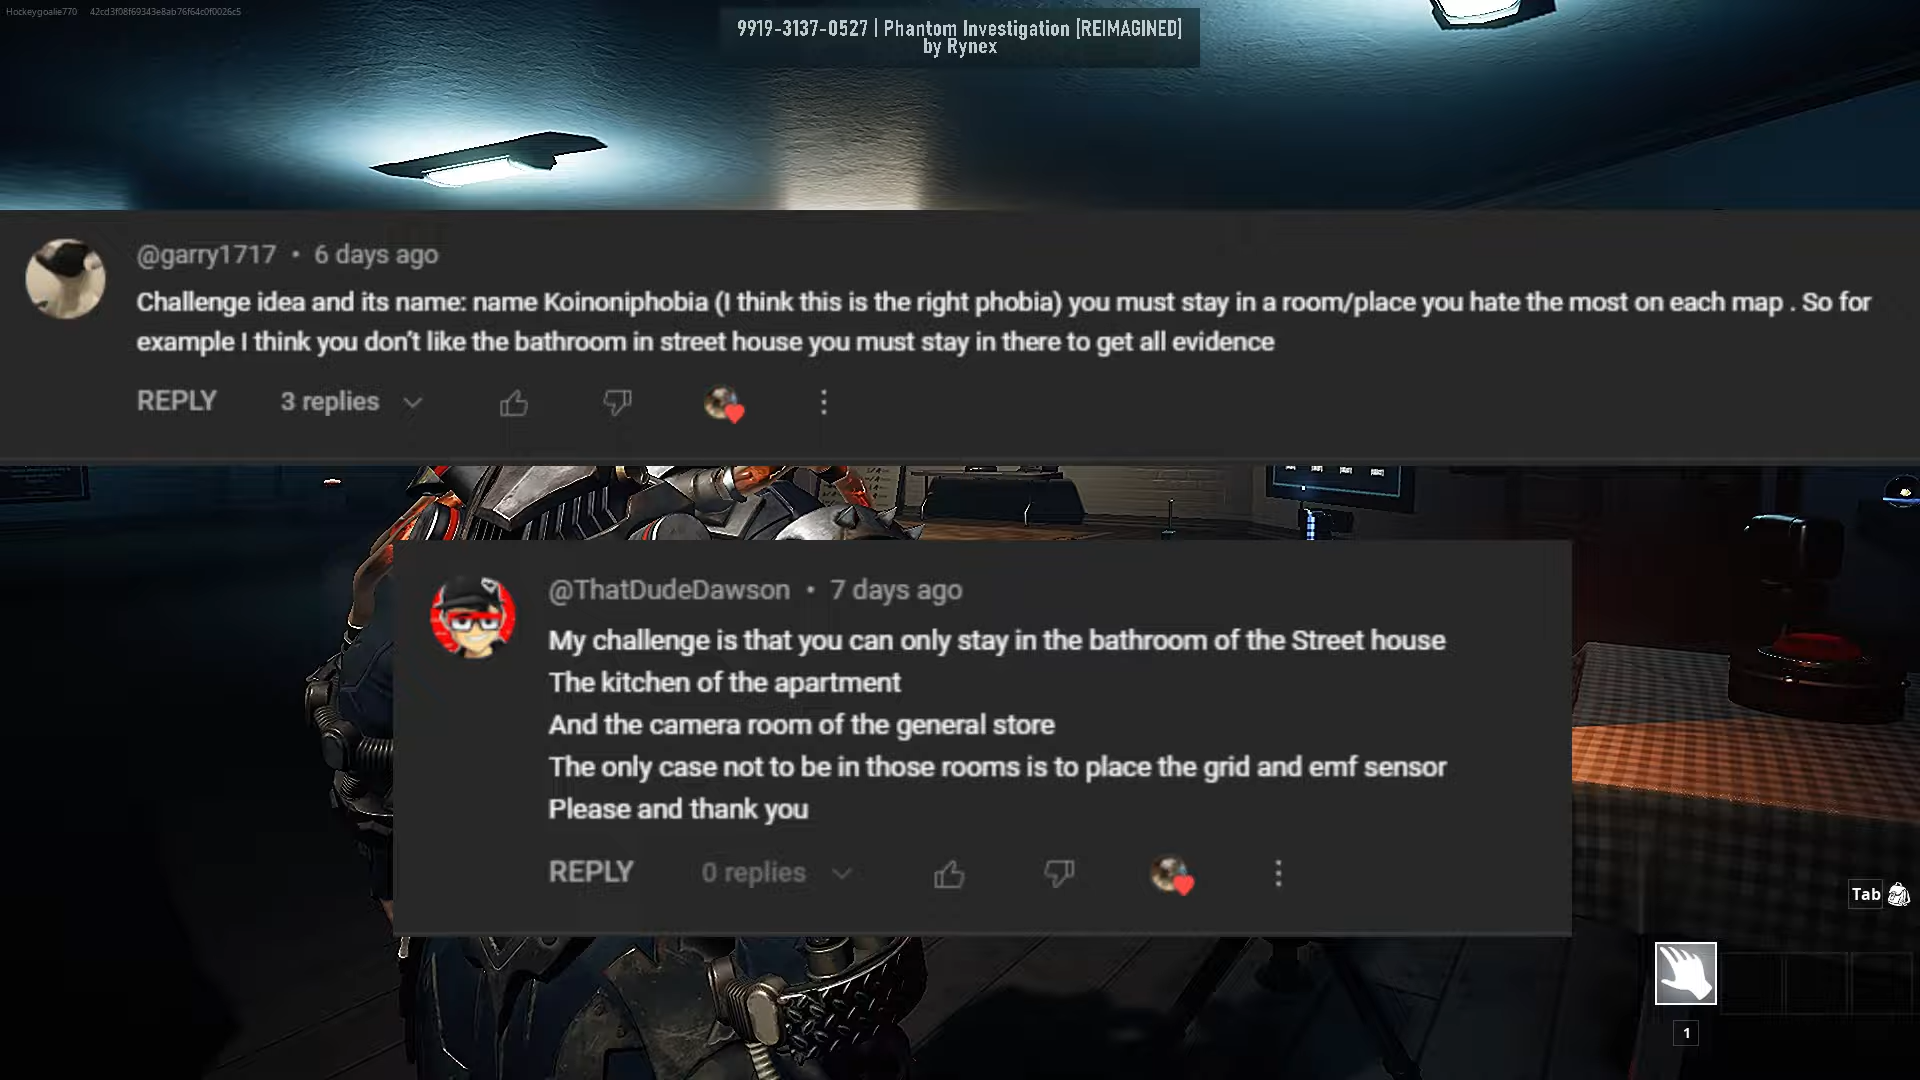 Hockeygoalie770 42cd3f08f69343e8ab76f64c0f0026c5
9919-3137-0527 | Phantom Investigation [REIMAGINED]
by Rynex
@garry1717 • 6 days ago
Challenge idea and its name: name Koinoniphobia (I think this is the right phobia) you must stay in a room/place you hate the most on each map . So for
example I think you don’t like the bathroom in street house you must stay in there to get all evidence
REPLY 3 replies
@ThatDudeDawson • 7 days ago
My challenge is that you can only stay in the bathroom of the Street house
The kitchen of the apartment
And the camera room of the general store
The only case not to be in those rooms is to place the grid and emf sensor
Please and thank you
REPLY 0 replies
Tab
1